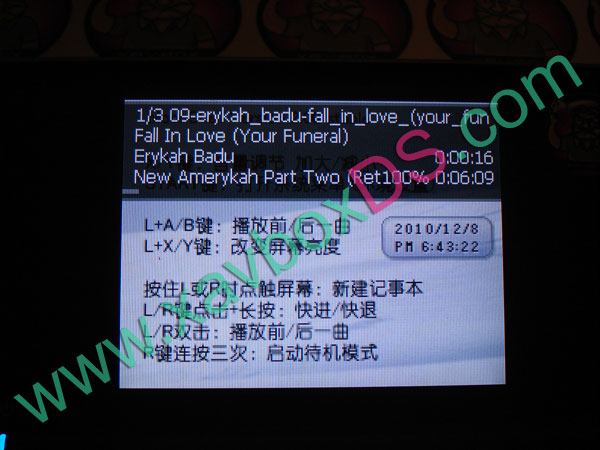 1/3 09-erykah_badu-fall_in_love_(your_fun
Fall In Love (Your Funeral)
Erykah Badu 0:00:16
New Amerykah Part Two (Ret100% 0:06:09
L+A/B键：播放前/后一曲
L+X/Y键：改变屏幕亮度
2010/12/8
PM 6:43:22
按住L或R时点触屏幕：新建记事本
L/R键点击+长按：快进/快退
L/R双击：播放前/后一曲
R键连按三次：启动待机模式
www.xayboxDS.com